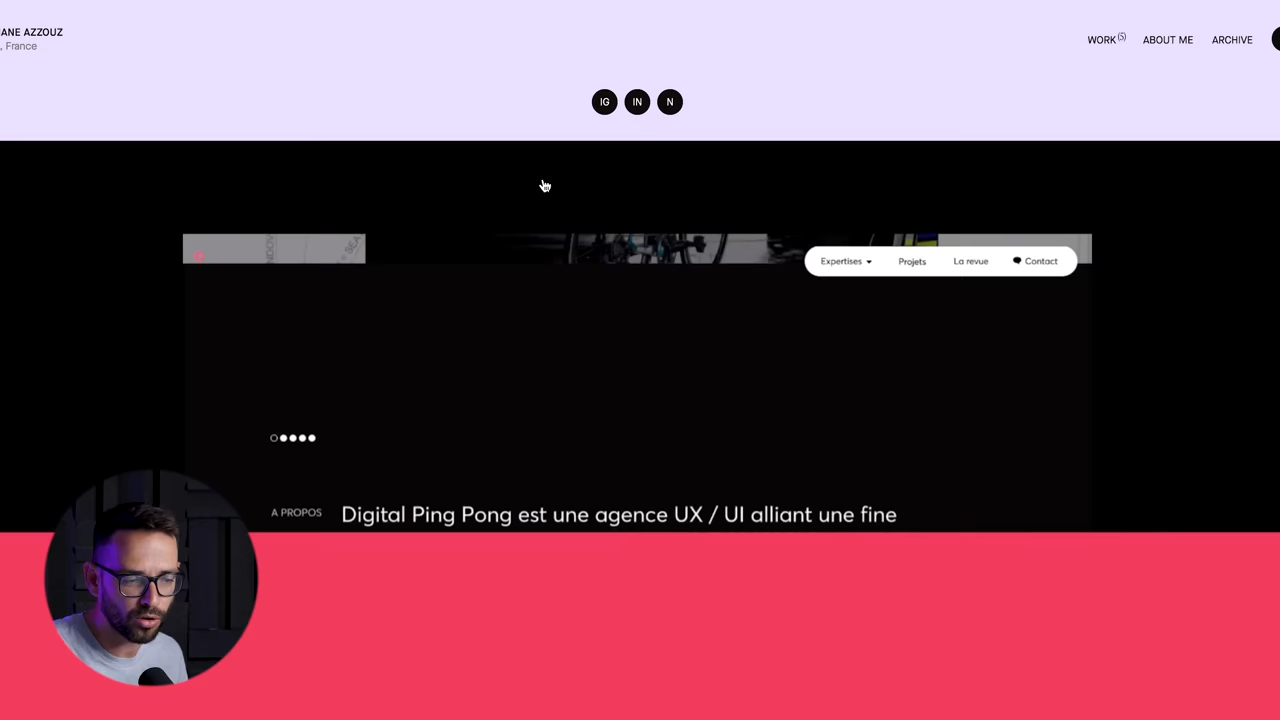 ANE AZZOUZ
, France
WORK (5)
ABOUT ME
ARCHIVE
IG
IN
N
Expertises
Projets
La revue
Contact
A PROPOS
Digital Ping Pong est une agence UX / UI alliant une fine